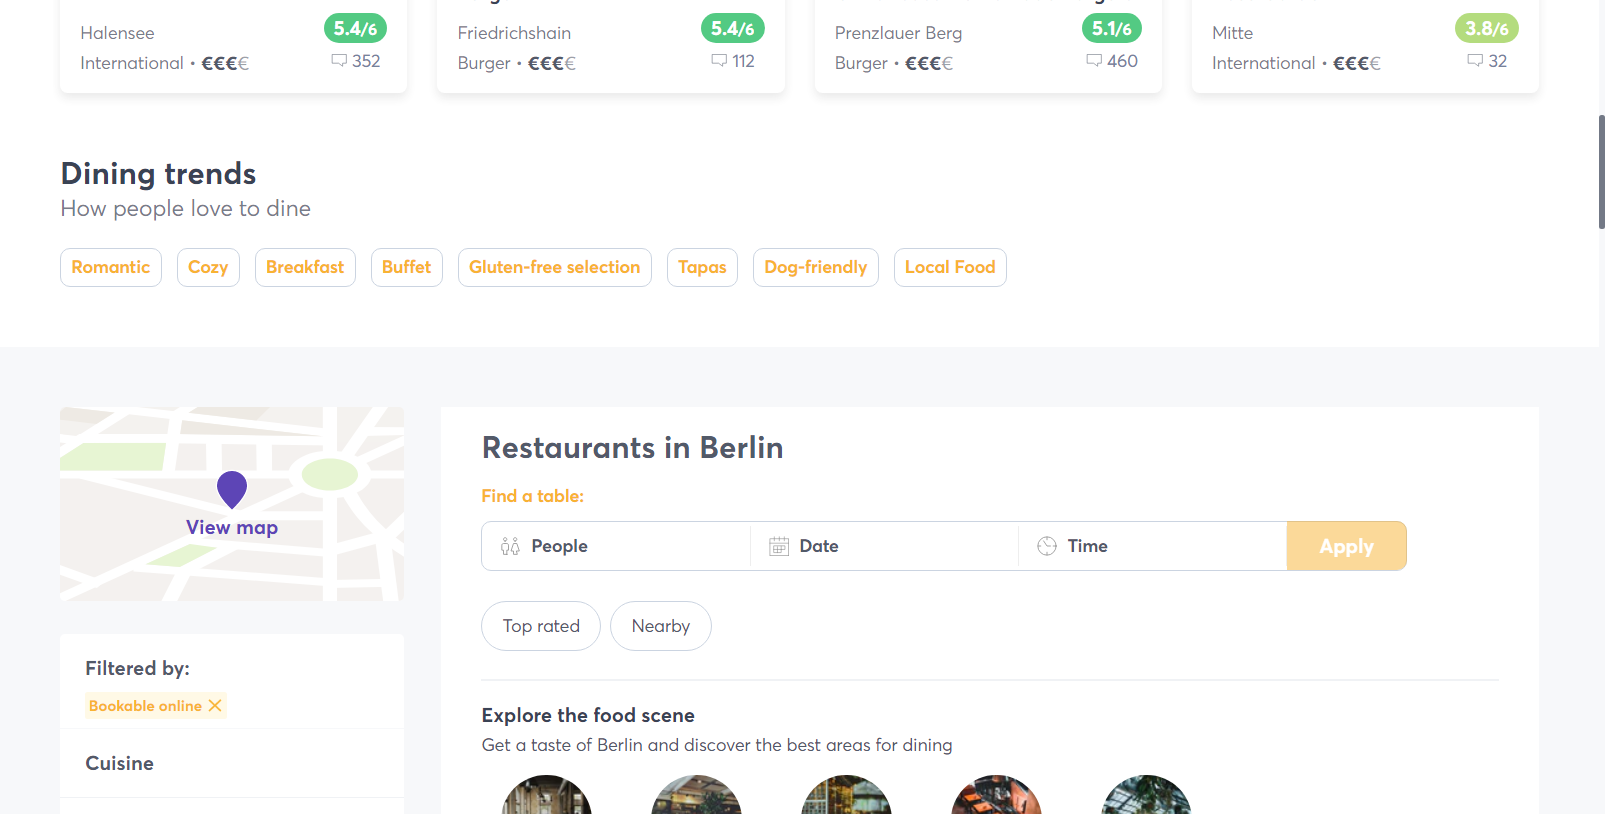 Halensee
5.4/6
International • €€€€
352
Friedrichshain
5.4/6
Burger • €€€€
112
Prenzlauer Berg
5.1/6
Burger • €€€€
460
Mitte
3.8/6
International • €€€€
32
Dining trends
How people love to dine
Romantic
Cozy
Breakfast
Buffet
Gluten-free selection
Tapas
Dog-friendly
Local Food
View map
Filtered by:
Bookable online
Cuisine
Restaurants in Berlin
Find a table:
People
Date
Time
Apply
Top rated
Nearby
Explore the food scene
Get a taste of Berlin and discover the best areas for dining